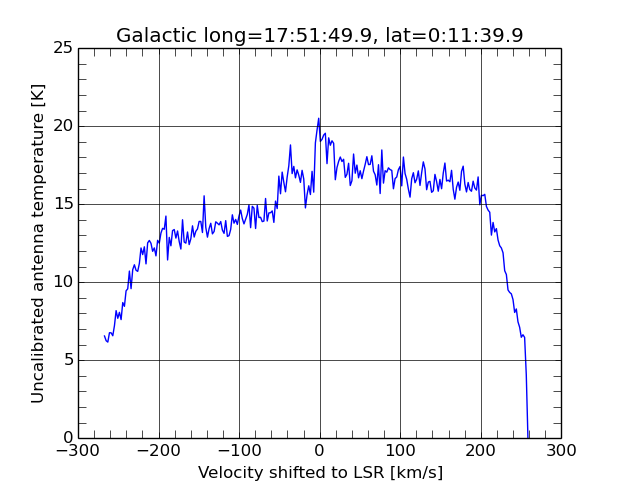 Galactic long=17:51:49.9, lat=0:11:39.9
Uncalibrated antenna temperature [K]
25
20
15
10
5
0
−300 −200 −100 0 100 200 300
Velocity shifted to LSR [km/s]